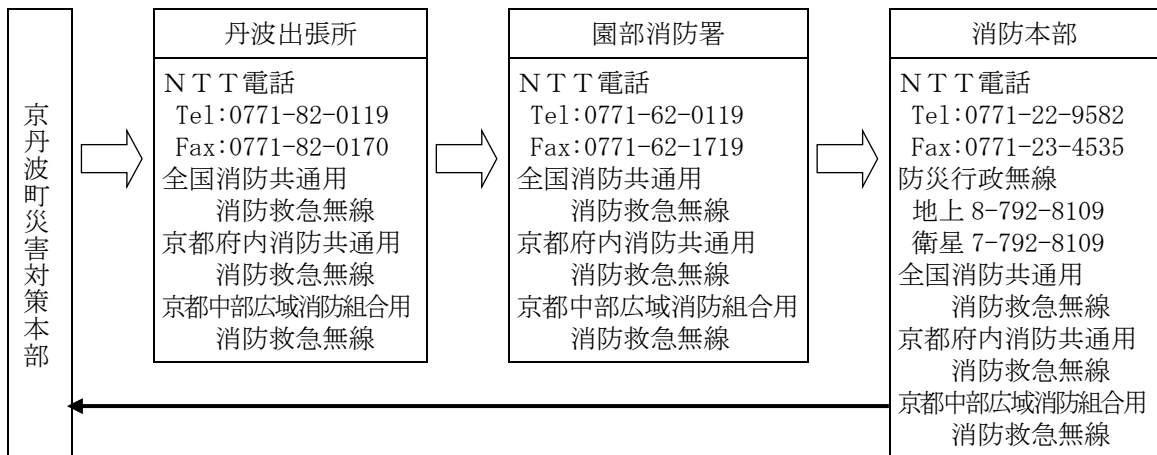 京丹波町災害対策本部
丹波出張所
ＮＴＴ電話
Tel:0771-82-0119
Fax:0771-82-0170
全国消防共通用
消防救急無線
京都府内消防共通用
消防救急無線
京都中部広域消防組合用
消防救急無線
園部消防署
ＮＴＴ電話
Tel:0771-62-0119
Fax:0771-62-1719
全国消防共通用
消防救急無線
京都府内消防共通用
消防救急無線
京都中部広域消防組合用
消防救急無線
消防本部
ＮＴＴ電話
Tel:0771-22-9582
Fax:0771-23-4535
防災行政無線
地上 8-792-8109
衛星 7-792-8109
全国消防共通用
消防救急無線
京都府内消防共通用
消防救急無線
京都中部広域消防組合用
消防救急無線